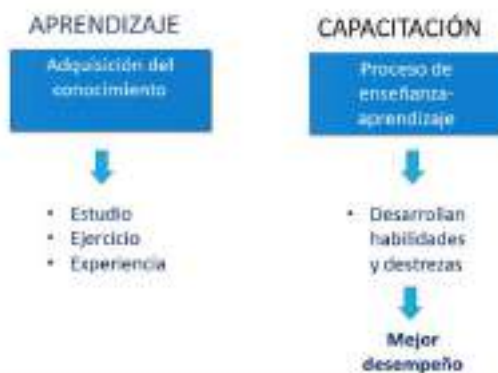 APRENDIZAJE
Adquisición del
conocimiento
• Estudio
• Ejercicio
• Experiencia
CAPACITACIÓN
Proceso de
enseñanza-
aprendizaje
• Desarrollan
habilidades
y destrezas
Mejor
desempeño